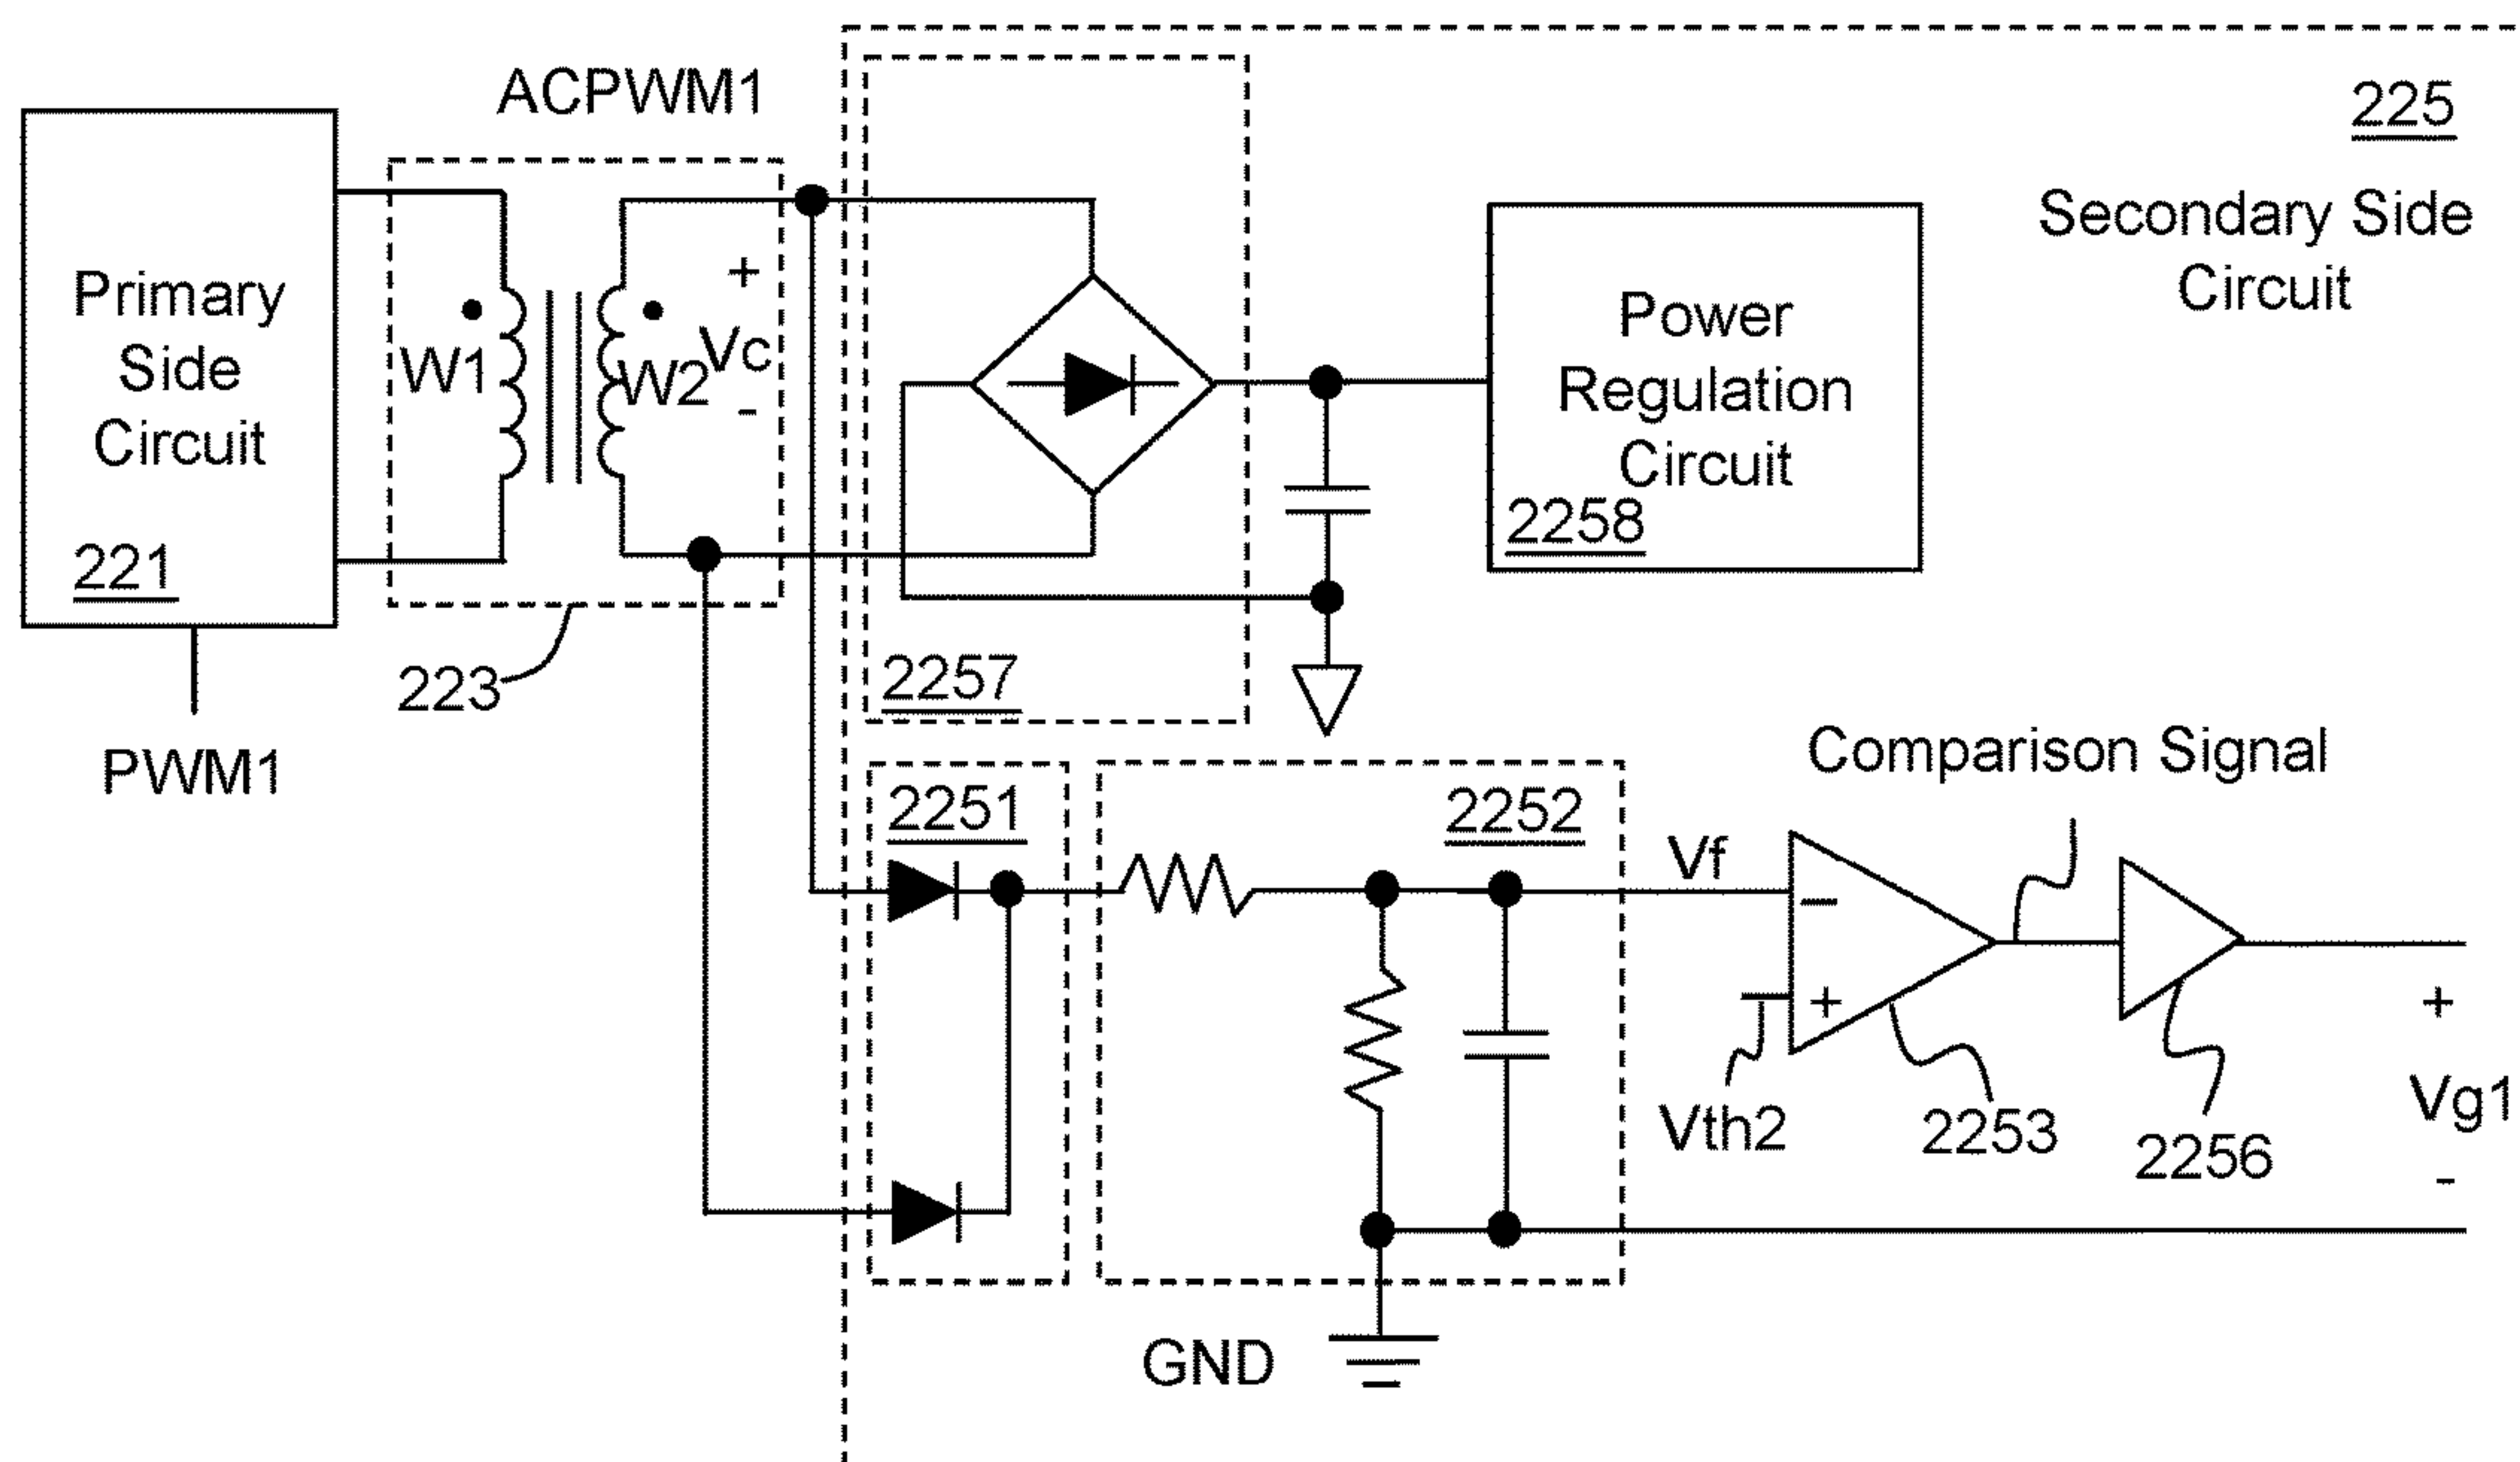 ACPWM1
225
Secondary Side
Circuit
Primary
Side
Circuit
221
W1
W2
+
Vc
-
Power
Regulation
Circuit
2258
223
2257
PWM1
Comparison Signal
2251
2252
Vf
−
+
Vth2
2253
2256
+
Vg1
-
GND